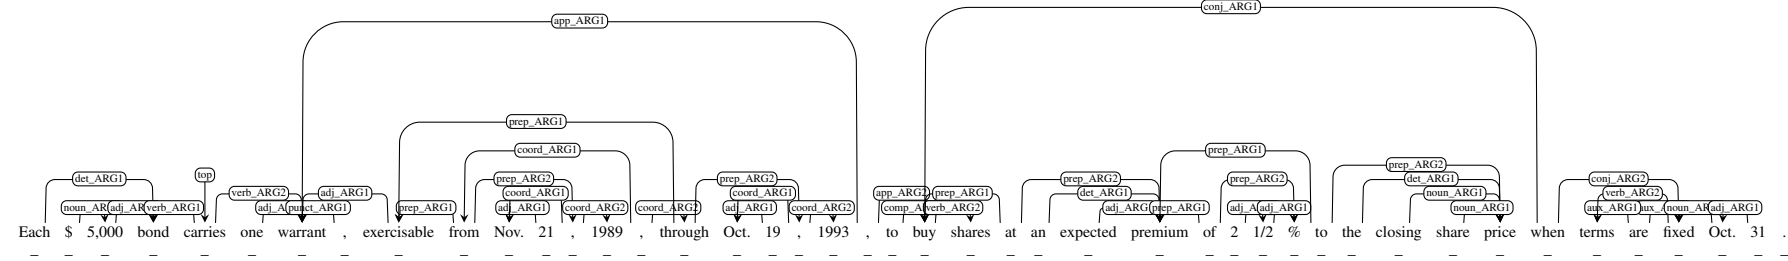 app_ARG1 conj_ARG1
prep_ARG1
coord_ARG1 prep_ARG1
prep_ARG2
det_ARG1 top prep_ARG2 prep_ARG2 prep_ARG2 prep_ARG2 det_ARG1 conj_ARG2
verb_ARG2 adj_ARG1 coord_ARG1 coord_ARG1 app_ARG2 prep_ARG1 det_ARG1 noun_ARG1 verb_ARG2
verb_ARG1 punct_ARG1 prep_ARG1 adj_ARG1 coord_ARG2 coord_ARG2 adj_ARG1 coord_ARG2 verb_ARG2 prep_ARG1 adj_ARG1 noun_ARG1 aux_ARG1 adj_ARG1
Each $ 5,000 bond carries one warrant , exercisable from Nov. 21 , 1989 , through Oct. 19 , 1993 , to buy shares at an expected premium of 2 1/2 % to the closing share price when terms are fixed Oct. 31 .